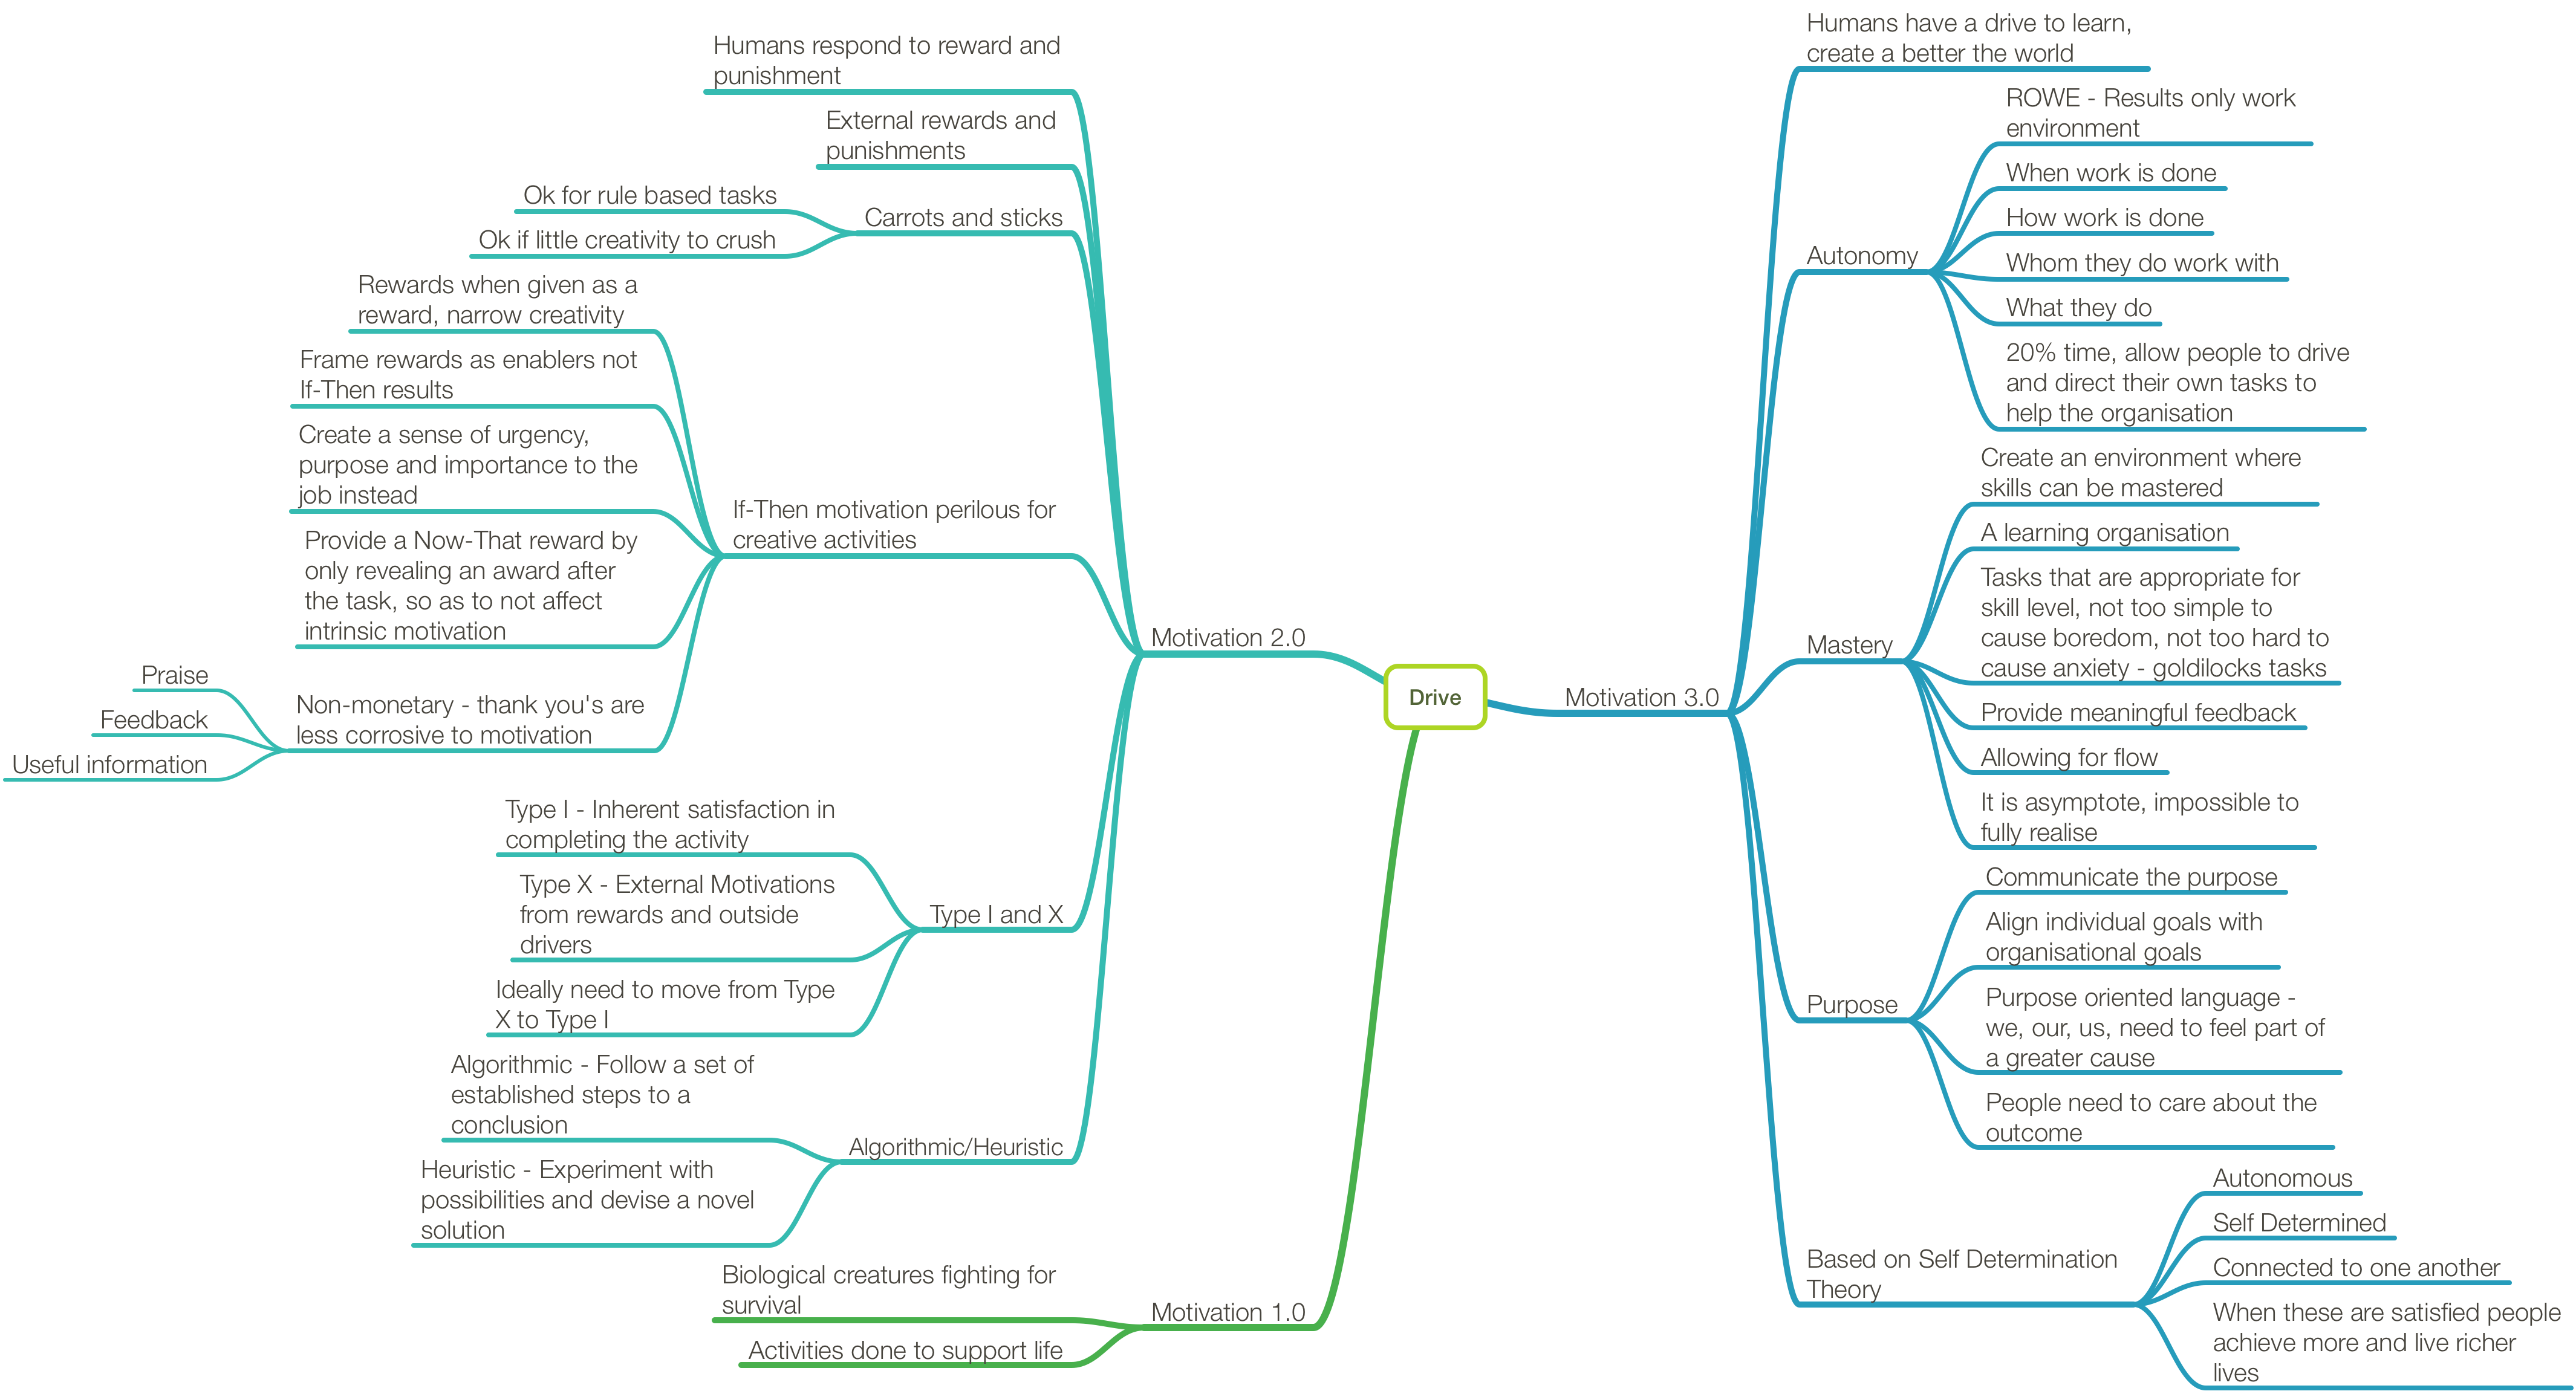 Drive
Motivation 1.0
Biological creatures fighting for
survival
Activities done to support life
Motivation 2.0
Humans respond to reward and
punishment
External rewards and
punishments
Carrots and sticks
Ok for rule based tasks
Ok if little creativity to crush
If-Then motivation perilous for
creative activities
Rewards when given as a
reward, narrow creativity
Frame rewards as enablers not
If-Then results
Create a sense of urgency,
purpose and importance to the
job instead
Provide a Now-That reward by
only revealing an award after
the task, so as to not affect
intrinsic motivation
Non-monetary - thank you's are
less corrosive to motivation
Praise
Feedback
Useful information
Type I and X
Type I - Inherent satisfaction in
completing the activity
Type X - External Motivations
from rewards and outside
drivers
Ideally need to move from Type
X to Type I
Algorithmic/Heuristic
Algorithmic - Follow a set of
established steps to a
conclusion
Heuristic - Experiment with
possibilities and devise a novel
solution
Motivation 3.0
Humans have a drive to learn,
create a better the world
Autonomy
ROWE - Results only work
environment
When work is done
How work is done
Whom they do work with
What they do
20% time, allow people to drive
and direct their own tasks to
help the organisation
Mastery
Create an environment where
skills can be mastered
A learning organisation
Tasks that are appropriate for
skill level, not too simple to
cause boredom, not too hard to
cause anxiety - goldilocks tasks
Provide meaningful feedback
Allowing for flow
It is asymptote, impossible to
fully realise
Purpose
Communicate the purpose
Align individual goals with
organisational goals
Purpose oriented language -
we, our, us, need to feel part of
a greater cause
People need to care about the
outcome
Based on Self Determination
Theory
Autonomous
Self Determined
Connected to one another
When these are satisfied people
achieve more and live richer
lives